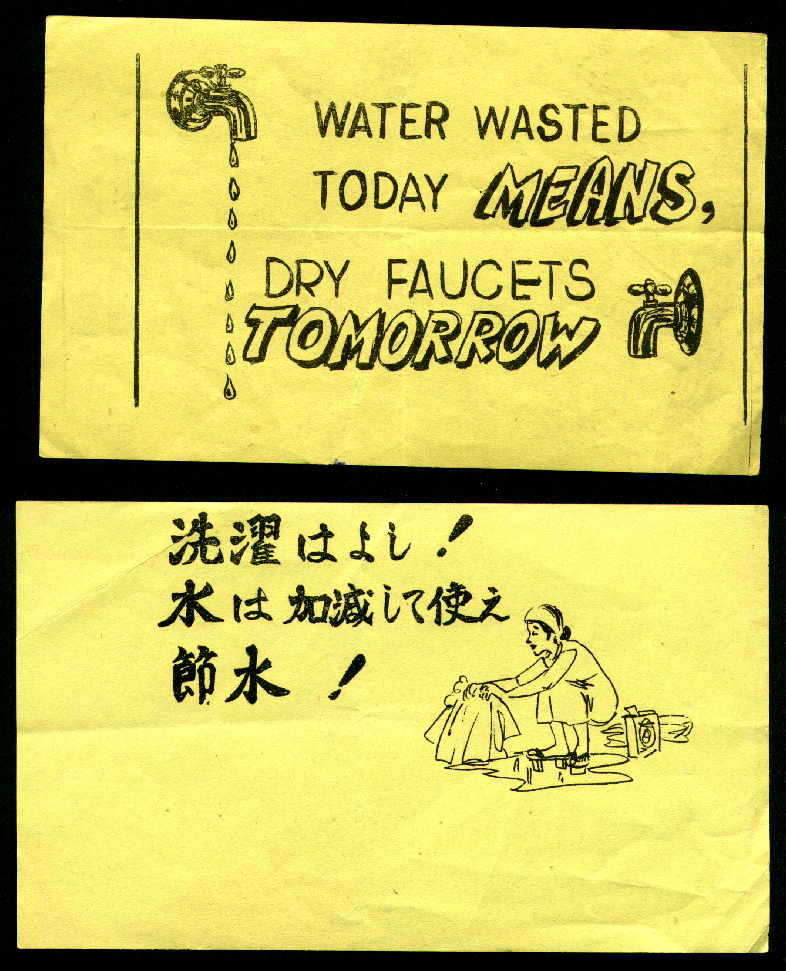 WATER WASTED
TODAY MEANS,
DRY FAUCETS
TOMORROW
洗濯はよし!
水は加減して使え
節水!